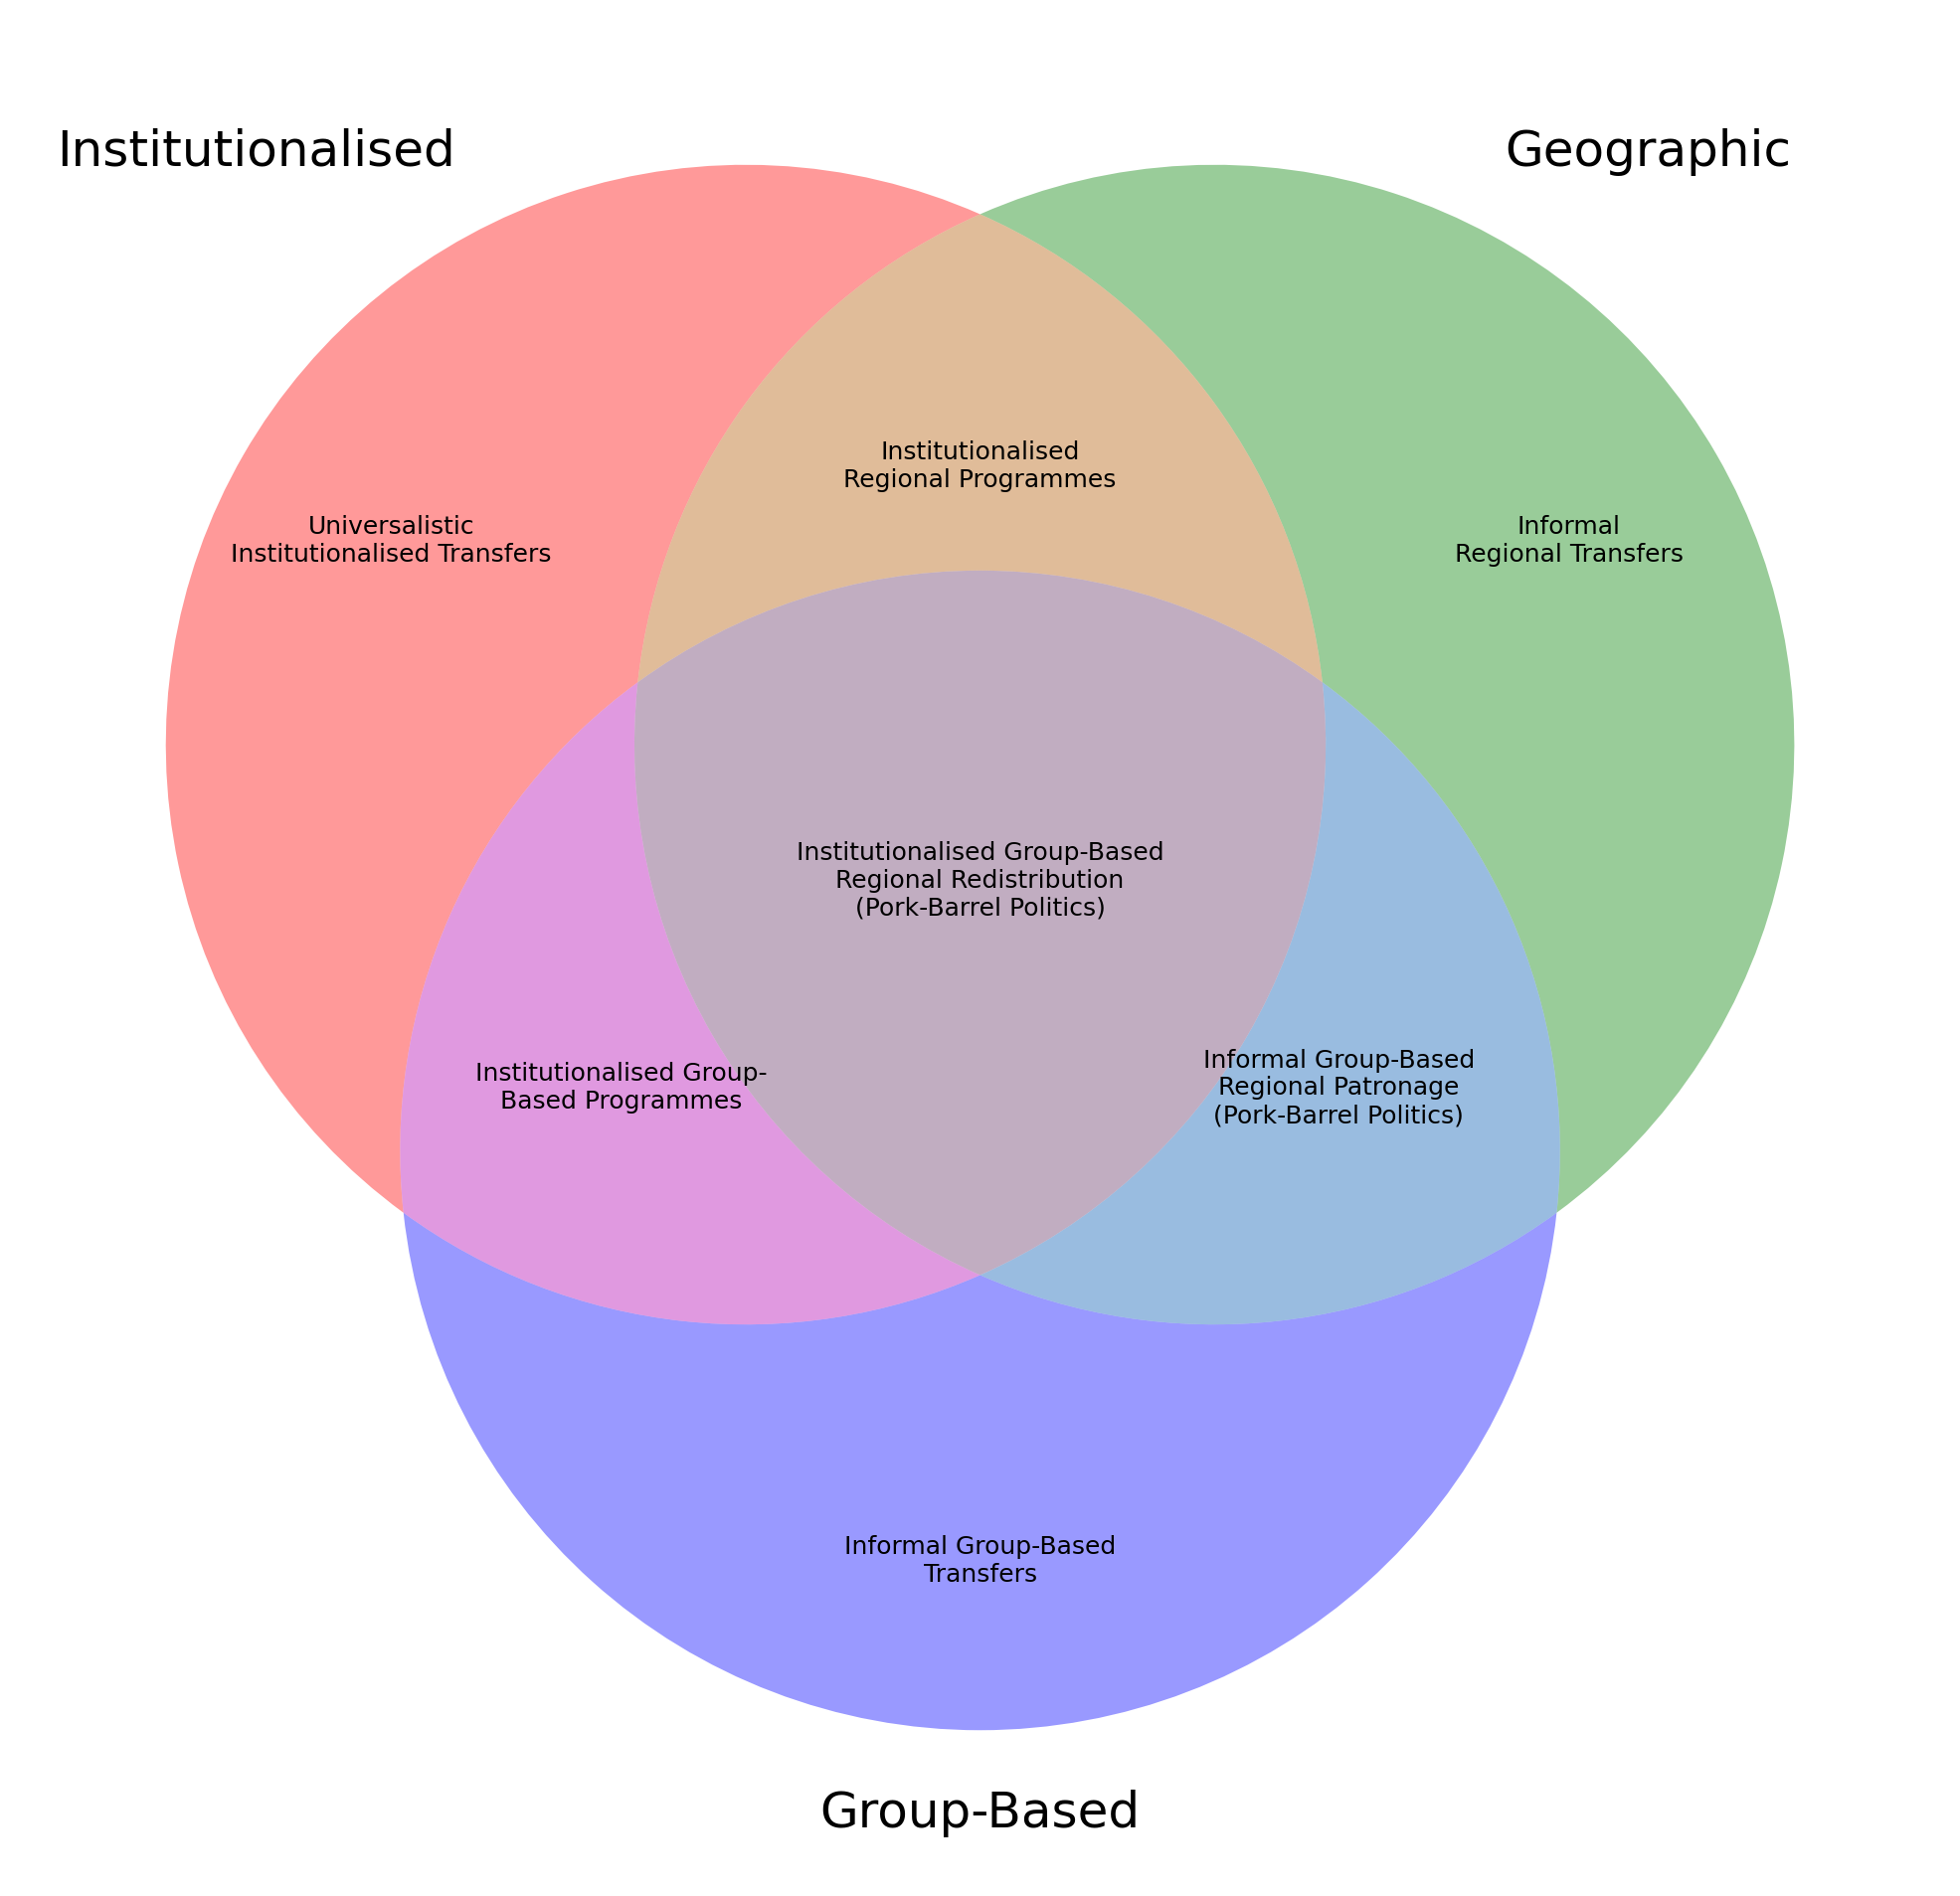 Institutionalised
Geographic
Institutionalised
Regional Programmes
Universalistic
Institutionalised Transfers
Informal
Regional Transfers
Institutionalised Group-Based
Regional Redistribution
(Pork-Barrel Politics)
Institutionalised Group-
Based Programmes
Informal Group-Based
Regional Patronage
(Pork-Barrel Politics)
Informal Group-Based
Transfers
Group-Based